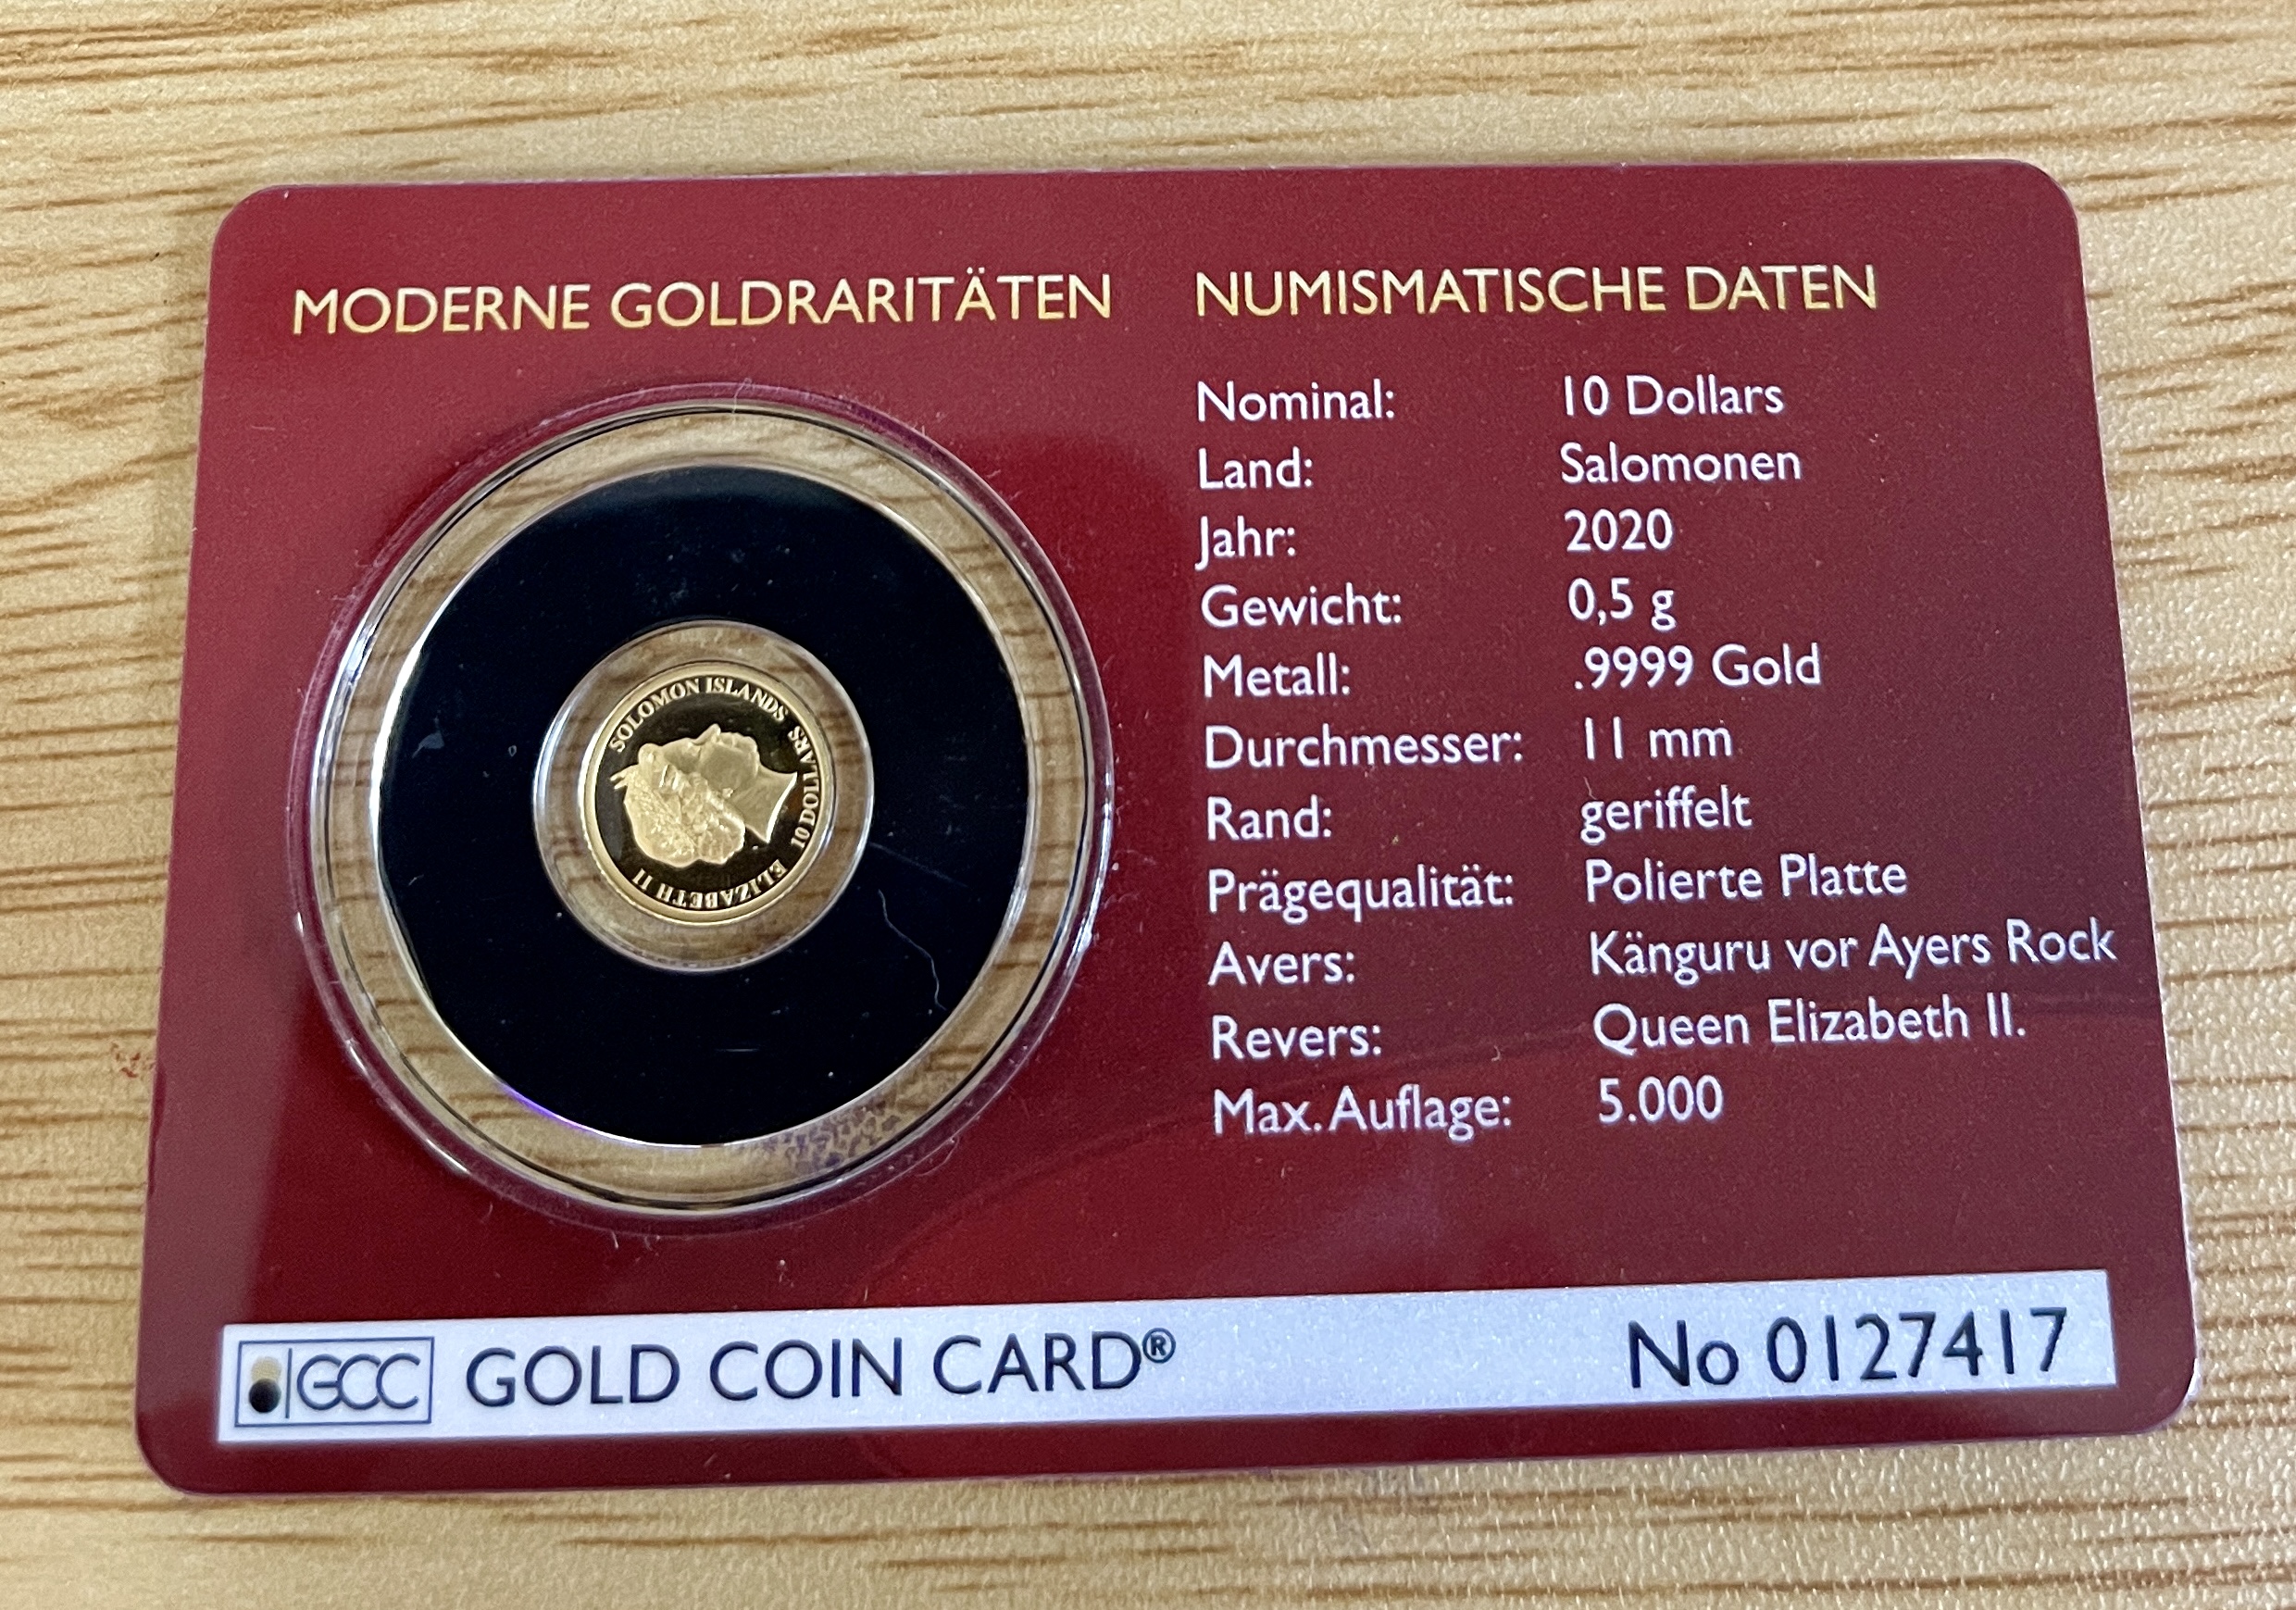 MODERNE GOLDRARITÄTEN
SOLOMON ISLANDS
10 DOLLARS
ELIZABETH II
NUMISMATISCHE DATEN
Nominal: 10 Dollars
Land: Salomonen
Jahr: 2020
Gewicht: 0,5 g
Metall: .9999 Gold
Durchmesser: 11 mm
Rand: geriffelt
Prägequalität: Polierte Platte
Avers: Känguru vor Ayers Rock
Revers: Queen Elizabeth II.
Max. Auflage: 5.000
GCC GOLD COIN CARD® No 0127417